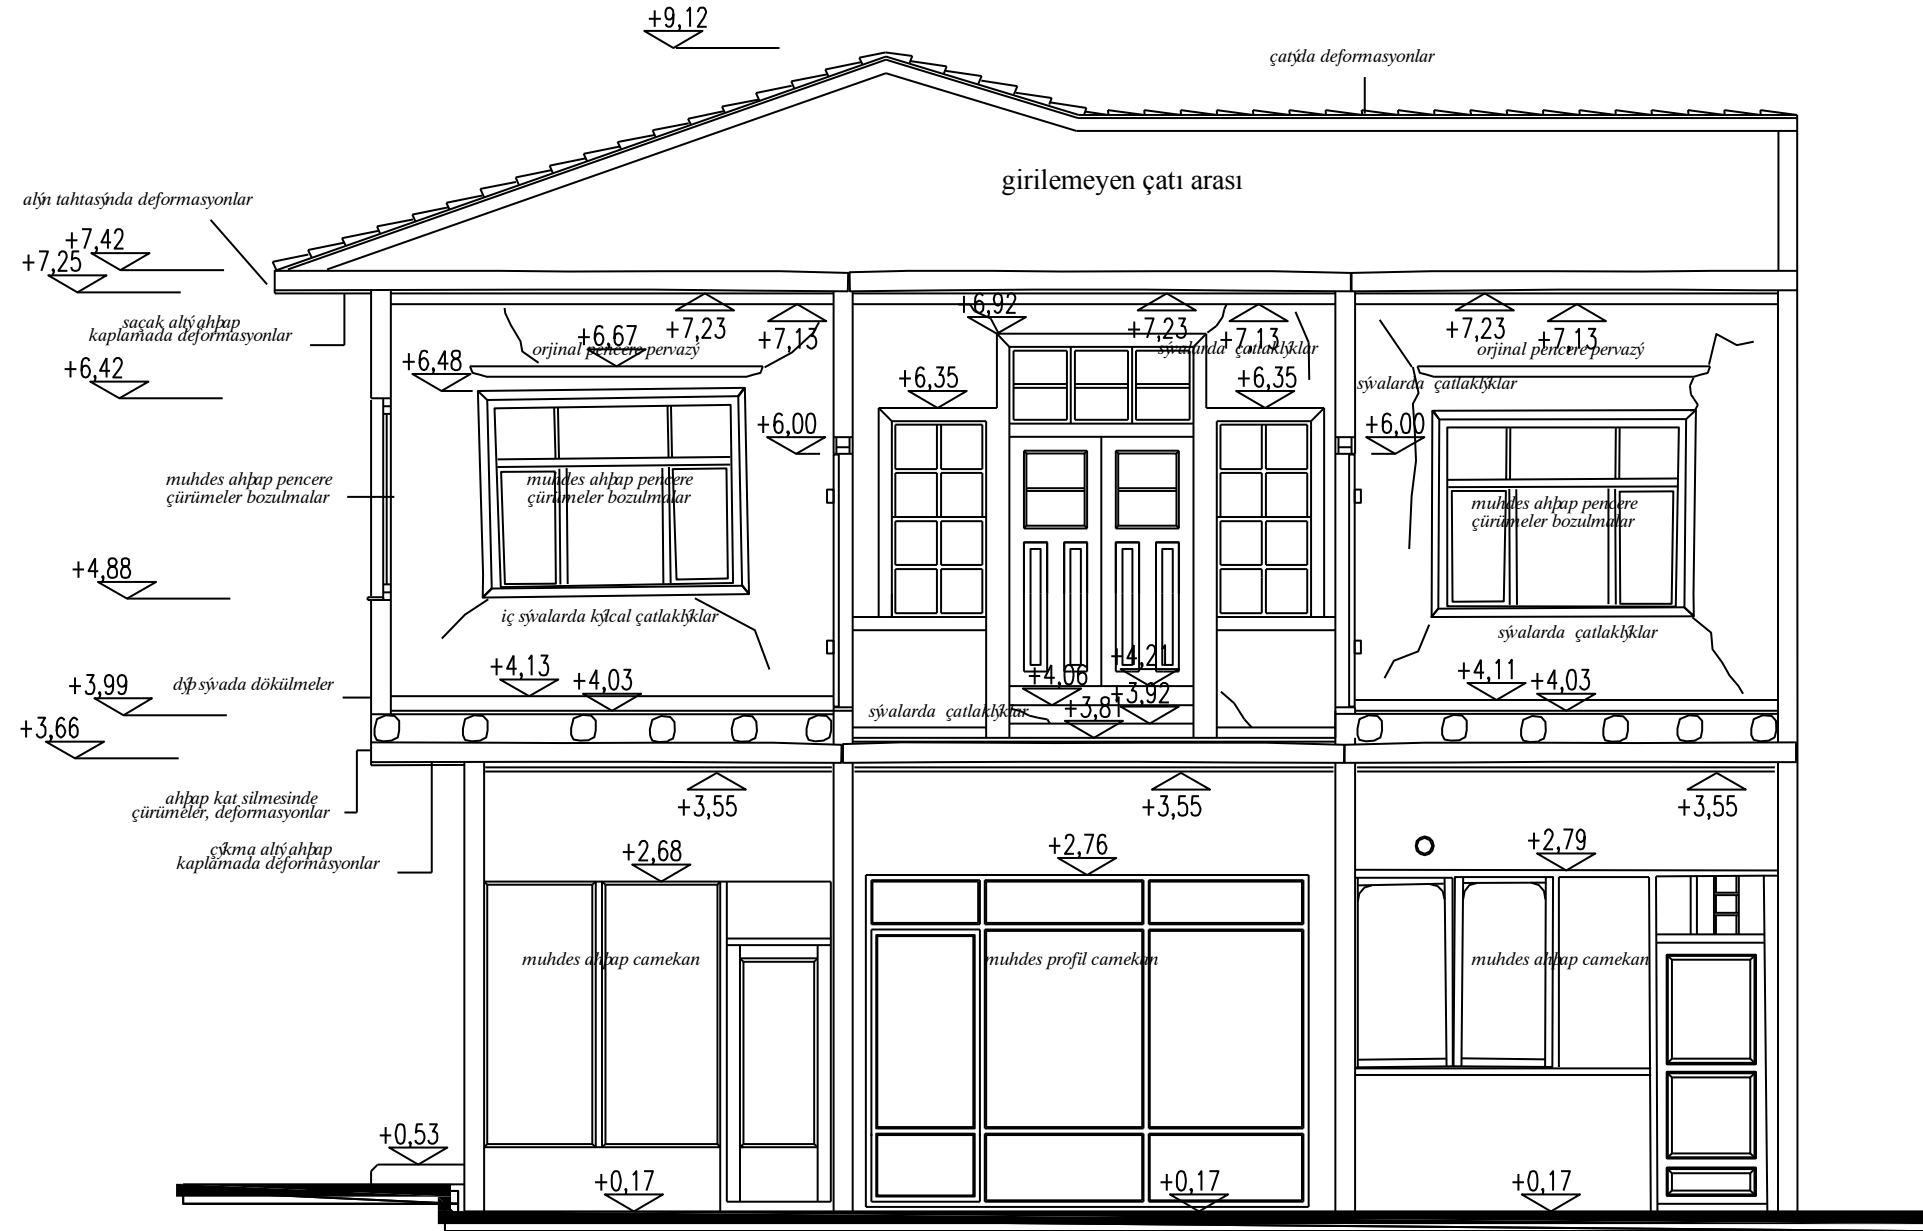 +9,12
çatýda deformasyonlar
girilemeyen çatı arası
alýn tahtasýnda deformasyonlar
+7,42
+7,25
saçak altý ahþap
kaplamada deformasyonlar
+6,92
+7,23
+7,13
+7,23
+7,13
+7,23
+7,13
+6,67
orjinal pencere pervazý
sývalarda çatlaklýklar
orjinal pencere pervazý
+6,48
+6,42
+6,35
+6,35
sývalarda çatlaklýklar
+6,00
+6,00
muhdes ahþap pencere
çürümeler bozulmalar
muhdes ahþap pencere
çürümeler bozulmalar
muhdes ahþap pencere
çürümeler bozulmalar
+4,88
iç sývalarda kýlcal çatlaklýklar
sývalarda çatlaklýklar
+4,13
+4,03
+4,21
+4,06
+3,92
+3,81
+4,11
+4,03
+3,99
dýþ sývada dökülmeler
sývalarda çatlaklýklar
+3,66
ahþap kat silmesinde
çürümeler, deformasyonlar
+3,55
+3,55
+3,55
çýkma altý ahþap
kaplamada deformasyonlar
+2,68
+2,76
+2,79
muhdes ahþap camekan
muhdes profil camekan
muhdes ahþap camekan
+0,53
+0,17
+0,17
+0,17